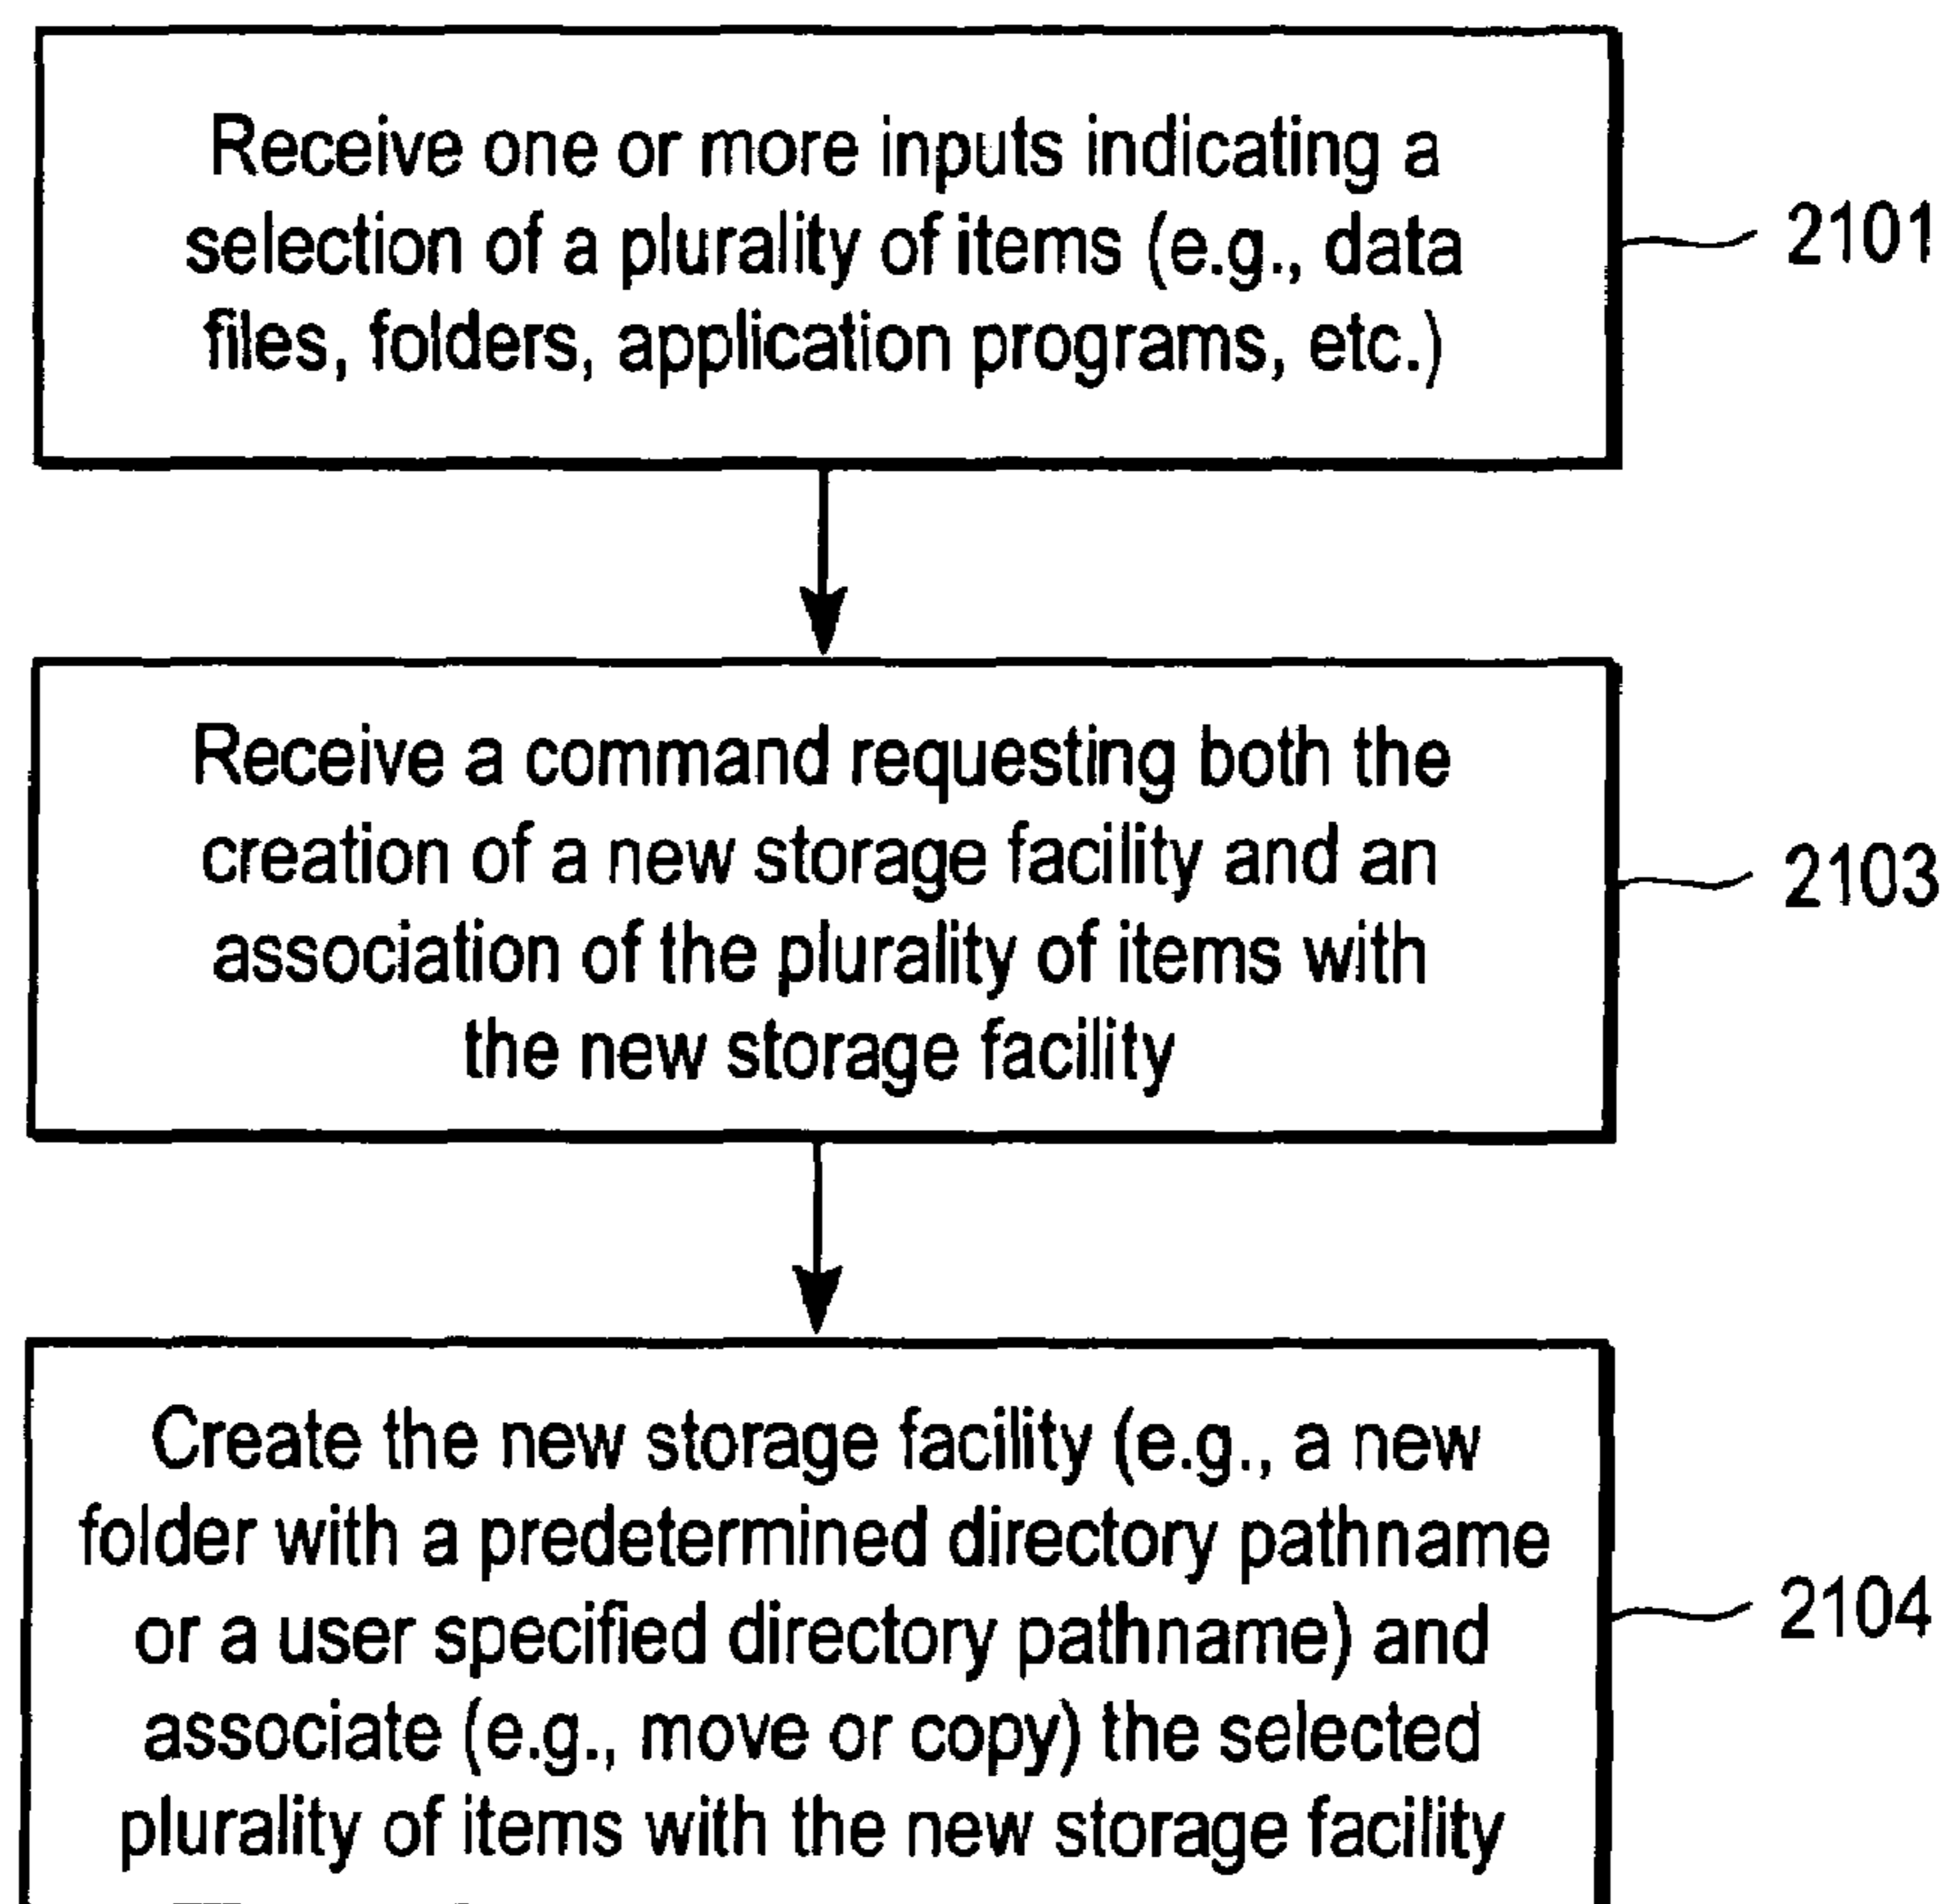 Receive one or more inputs indicating a
selection of a plurality of items (e.g., data
files, folders, application programs, etc.)
2101
Receive a command requesting both the
creation of a new storage facility and an
association of the plurality of items with
the new storage facility
2103
Create the new storage facility (e.g., a new
folder with a predetermined directory pathname
or a user specified directory pathname) and
associate (e.g., move or copy) the selected
plurality of items with the new storage facility
2104